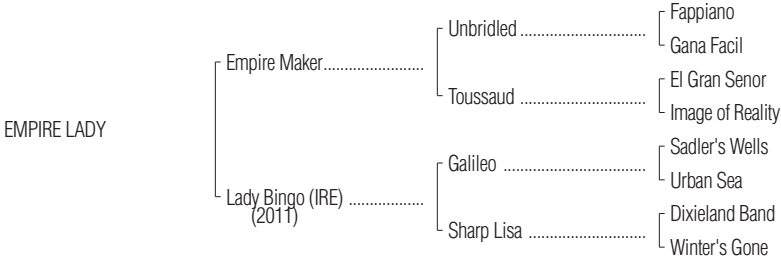 Fappiano
Unbridled ..............................
Gana Facil
Empire Maker.......................
El Gran Senor
Toussaud ..............................
Image of Reality
EMPIRE LADY
Sadler's Wells
Galileo ..................................
Urban Sea
Lady Bingo (IRE) ..................
(2011)
Dixieland Band
Sharp Lisa ............................
Winter's Gone